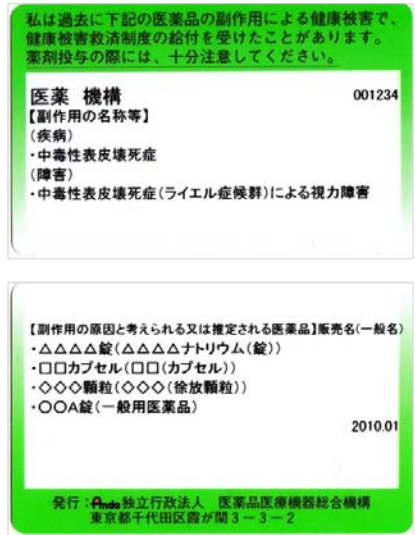 私は過去に下記の医薬品の副作用による健康被害で、
健康被害救済制度の給付を受けたことがあります。
薬剤投与の際には、十分注意してください。
医薬 機構 001234
【副作用の名称等】
(疾病)
・中毒性表皮壊死症
(障害)
・中毒性表皮壊死症(ライエル症候群)による視力障害
【副作用の原因と考えられる又は推定される医薬品】販売名(一般名)
・△△△△錠(△△△△ナトリウム(錠))
・□□カプセル(□□(カプセル))
・◇◇◇顆粒(◇◇◇(徐放顆粒))
・〇〇A錠(一般用医薬品)
2010.01
発行：Pmda独立行政法人 医薬品医療機器総合機構
東京都千代田区霞が関３－３－２